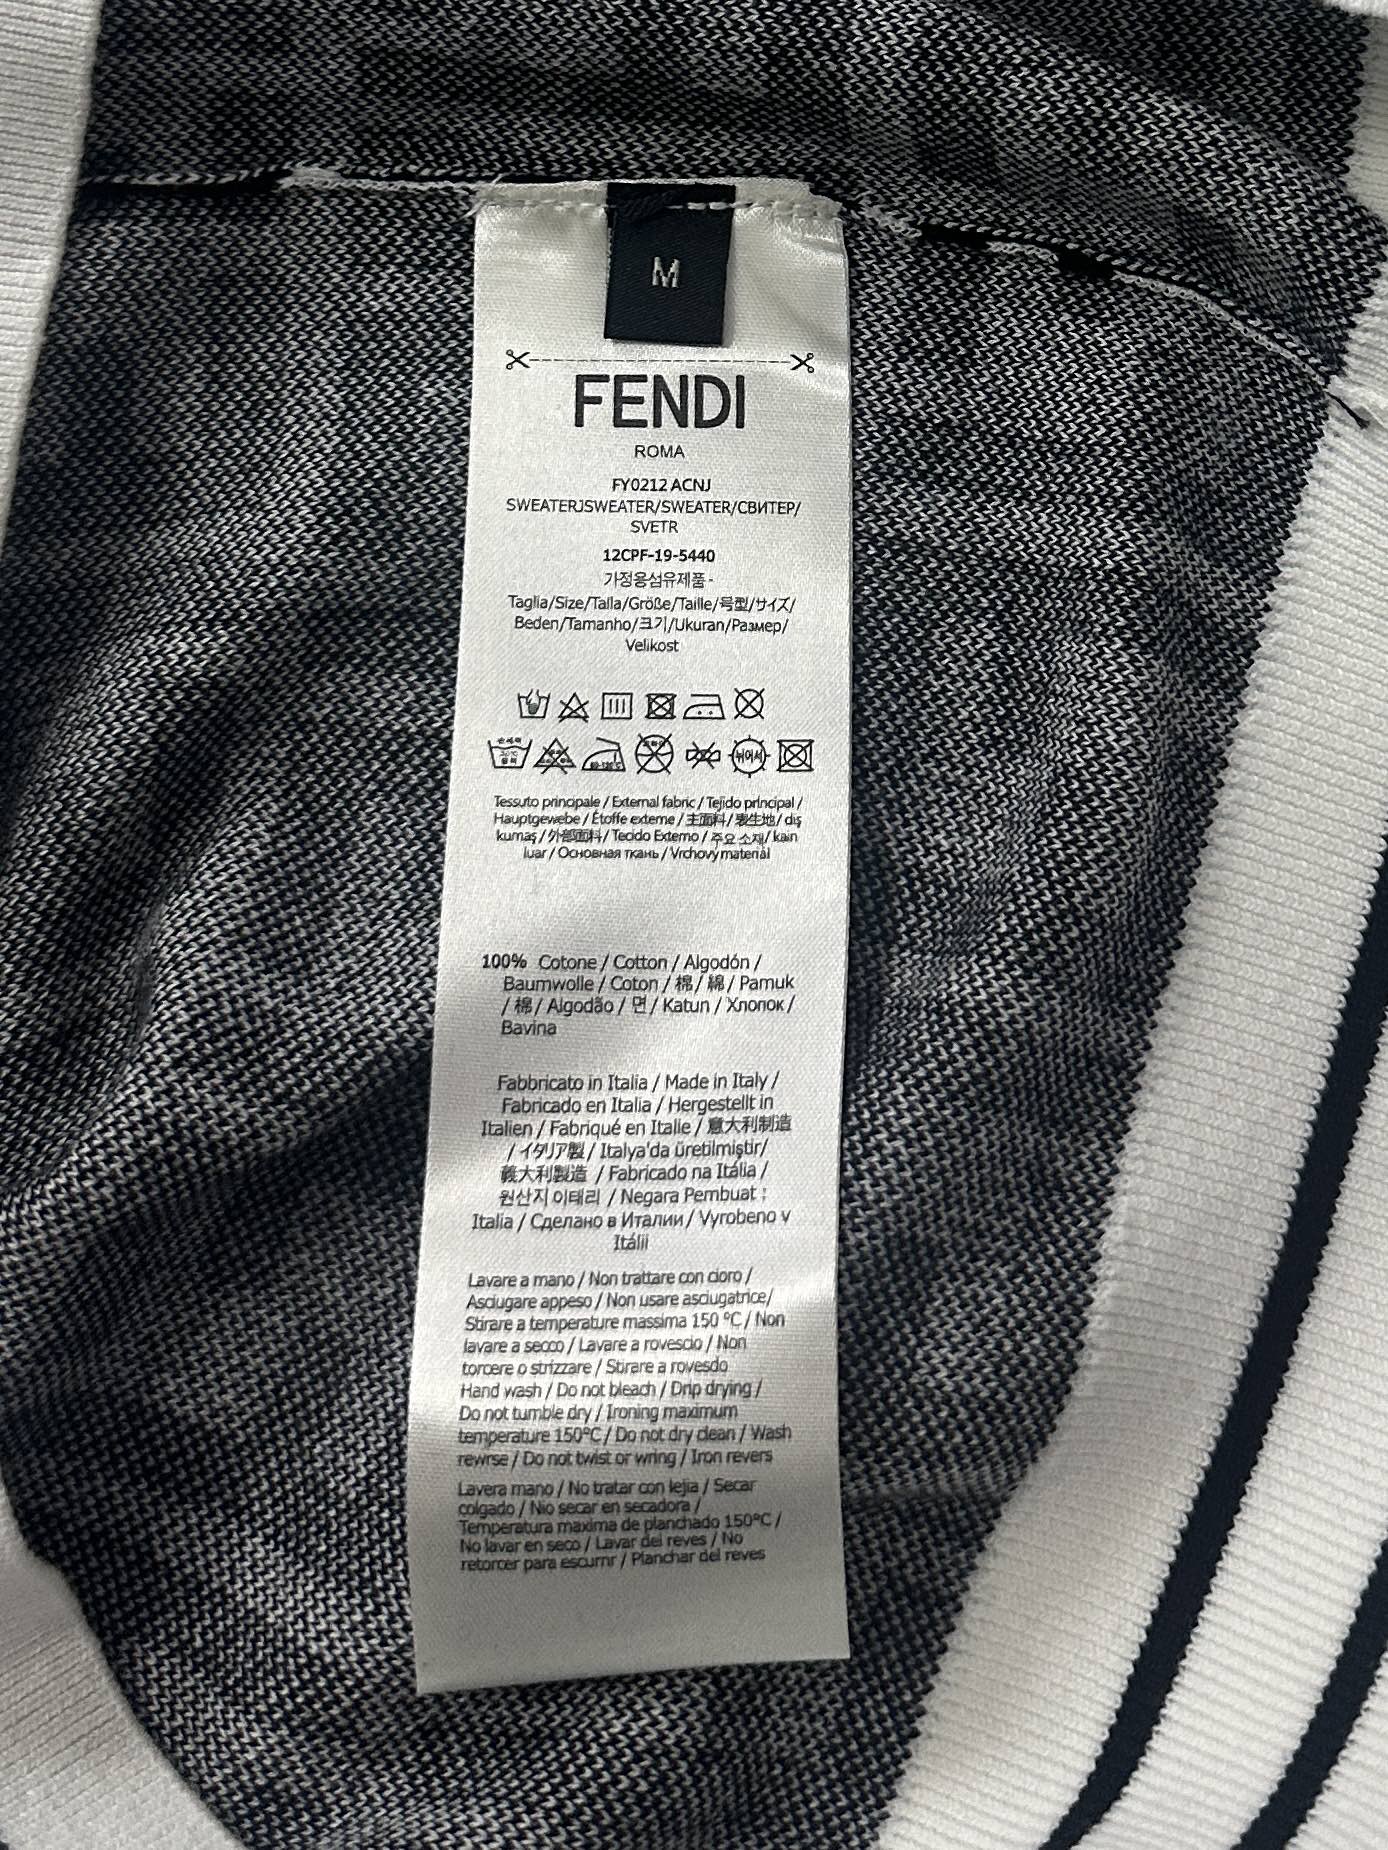 M
FENDI
ROMA
FY0212 ACNJ
SWEATERJSWEATER/SWEATER/СВИТЕР/
SVETR
12CPF-19-5440
가정용섬유제품-
Taglia/Size/Talla/Größe/Taille/号型/サイズ/
Beden/Tamanho/크기/Ukuran/Размер/
Velikost
Tessuto principale / External fabric / Tejido principal /
Hauptgewebe / Étoffe externe / 主面料 / 表生地 / dış
kumaş / 外部面料 / Tecido Externo / 주요 소재 / kain
luar / Основная ткань / Vrchový materiàl
100% Cotone / Cotton / Algodón /
Baumwolle / Coton / 棉 / 綿 / Pamuk
/ 棉 / Algodão / 면 / Katun / Хлопок /
Bavina
Fabbricato in Italia / Made in Italy /
Fabricado en Italia / Hergestellt in
Italien / Fabriqué en Italie / 意大利制造
/ イタリア製 / Italya'da üretilmiştir/
義大利製造 / Fabricado na Itália /
원산지 이태리 / Negara Pembuat :
Italia / Сделано в Италии / Vyrobeno v
Itálii
Lavare a mano / Non trattare con cioro /
Asciugare appeso / Non usare asciugatrice/
Stirare a temperature massima 150 °C / Non
lavare a secco / Lavare a rovescio / Non
torcere o strizzare / Stirare a rovesdo
Hand wash / Do not bleach / Drip drying /
Do not tumble dry / Ironing maximum
temperature 150°C / Do not dry clean / Wash
rewrse / Do not twist or wring / Iron revers
Lavera mano / No tratar con lejia / Secar
colgado / Nio secar en secadora /
Temperatura maxima de planchado 150°C /
No lavar en seco / Lavar del reves / No
retorcer para escurnr / Planchar del reves